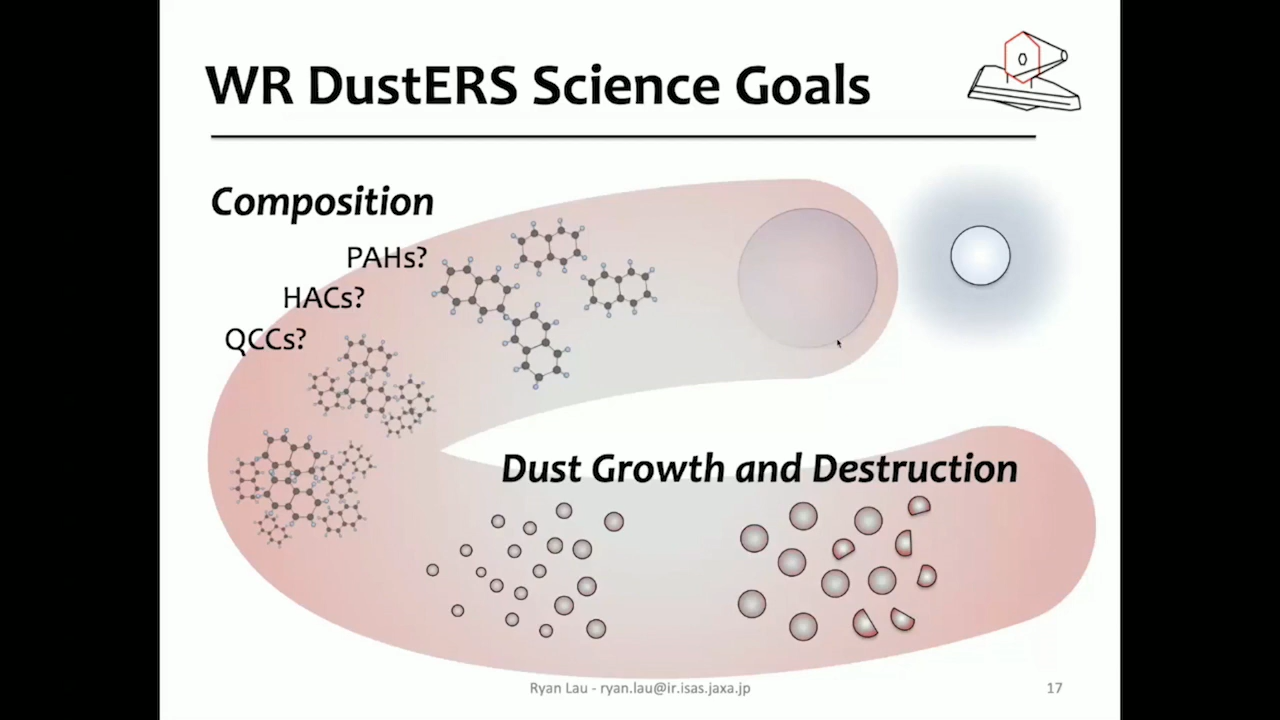 WR DustERS Science Goals
Composition
PAHs?
HACs?
QCCs?
Dust Growth and Destruction
Ryan Lau - ryan.lau@ir.isas.jaxa.jp
17